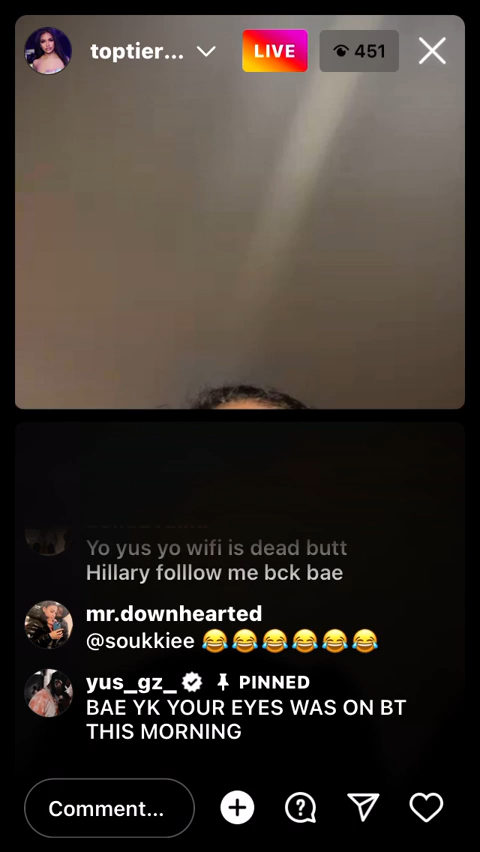 toptier...
LIVE
451
Yo yus yo wifi is dead butt
Hillary folllow me bck bae
mr.downhearted
@soukkiee 😂😂😂😂😂😂
yus_gz_ PINNED
BAE YK YOUR EYES WAS ON BT
THIS MORNING
Comment...